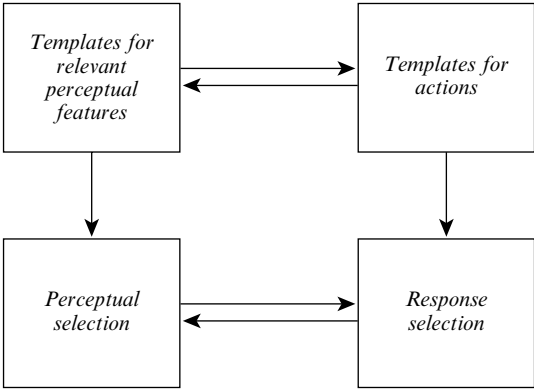 Templates for
relevant
perceptual
features
Templates for
actions
Perceptual
selection
Response
selection